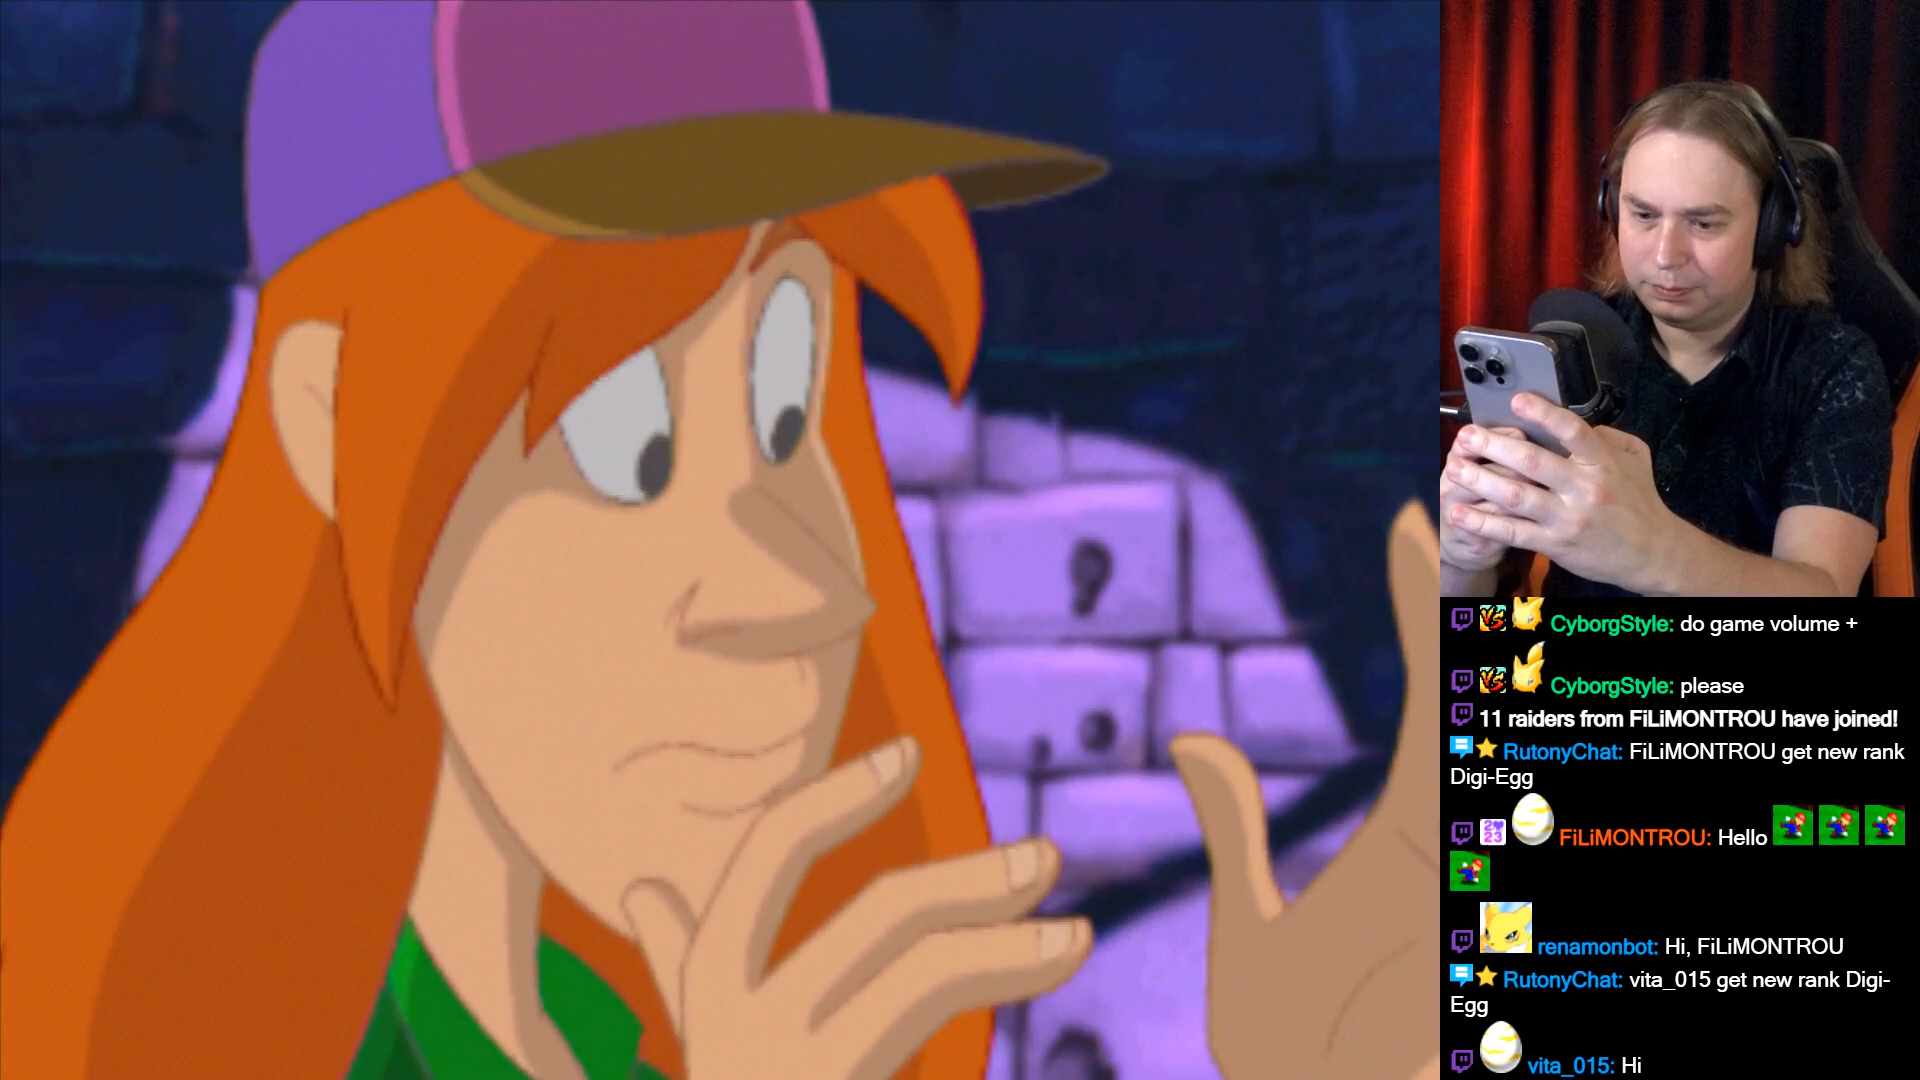 CyborgStyle: do game volume +
CyborgStyle: please
11 raiders from FiLiMONTROU have joined!
RutonyChat: FiLiMONTROU get new rank
Digi-Egg
FiLiMONTROU: Hello
renamonbot: Hi, FiLiMONTROU
RutonyChat: vita_015 get new rank Digi-
Egg
vita_015: Hi